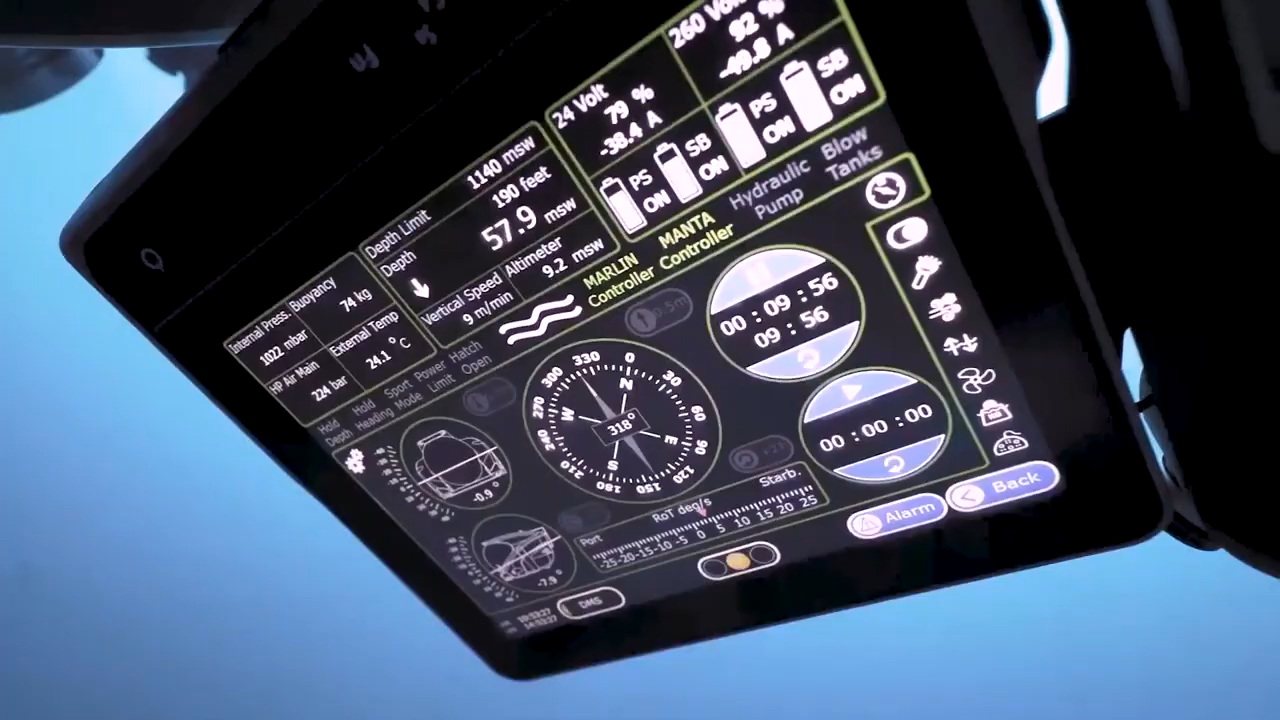 Internal Press.
1022 mbar
Buoyancy
74 kg
HP Air Main
224 bar
External Temp
24.1 °C
Depth Limit
1140 msw
Depth
190 feet
57.9 msw
Vertical Speed
9 m/min
Altimeter
9.2 msw
24 Volt
79 %
-38.4 A
PS
ON
SB
ON
260 Volt
92 %
-49.8 A
PS
ON
SB
ON
Hold
Depth
Hold
Heading
Sport
Mode
Power
Limit
Hatch
Open
MARLIN
Controller
MANTA
Controller
Hydraulic
Pump
Blow
Tanks
-0.9 °
-7.9 °
0 30 60 90 120 150 180 210 240 270 300 330
N
E
S
W
318°
00 : 09 : 56
09 : 56
00 : 00 : 00
Port
RoT deg/s
Starb.
-25 -20 -15 -10 -5 0 5 10 15 20 25
DMS
Alarm
Back